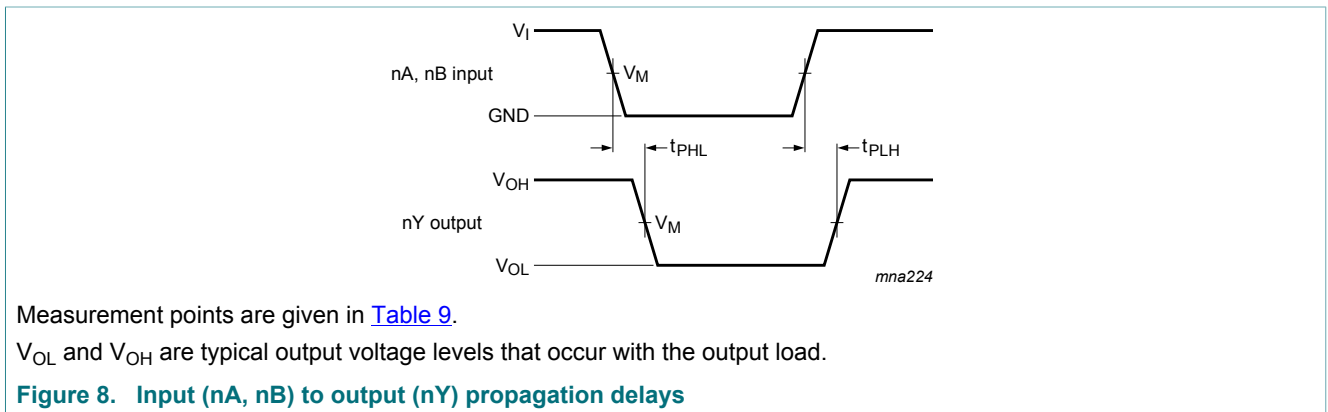 V_I
nA, nB input
V_M
GND
t_PHL
t_PLH
V_OH
nY output
V_M
V_OL
mna224
Measurement points are given in Table 9.
V_OL and V_OH are typical output voltage levels that occur with the output load.
Figure 8. Input (nA, nB) to output (nY) propagation delays